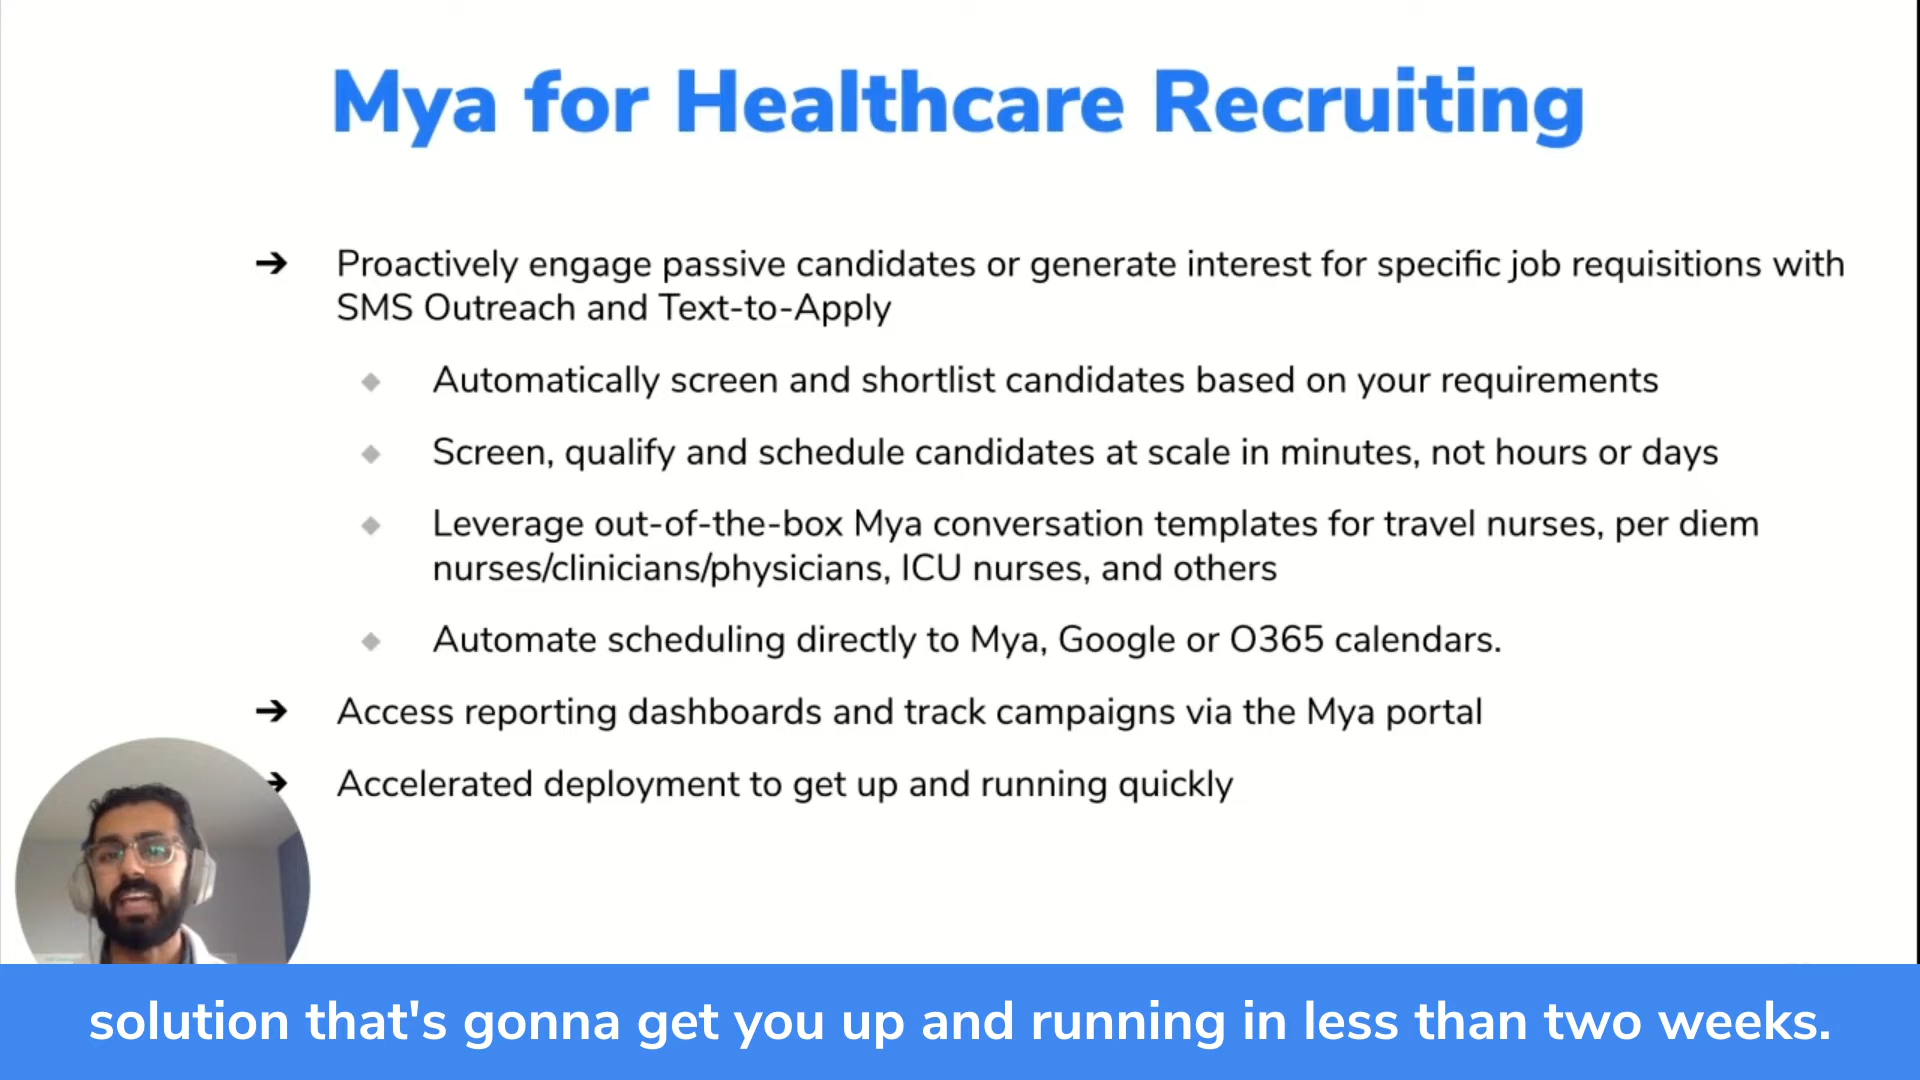 Mya for Healthcare Recruiting
➔ Proactively engage passive candidates or generate interest for specific job requisitions with
SMS Outreach and Text-to-Apply
◆ Automatically screen and shortlist candidates based on your requirements
◆ Screen, qualify and schedule candidates at scale in minutes, not hours or days
◆ Leverage out-of-the-box Mya conversation templates for travel nurses, per diem
nurses/clinicians/physicians, ICU nurses, and others
◆ Automate scheduling directly to Mya, Google or O365 calendars.
➔ Access reporting dashboards and track campaigns via the Mya portal
➔ Accelerated deployment to get up and running quickly
solution that's gonna get you up and running in less than two weeks.